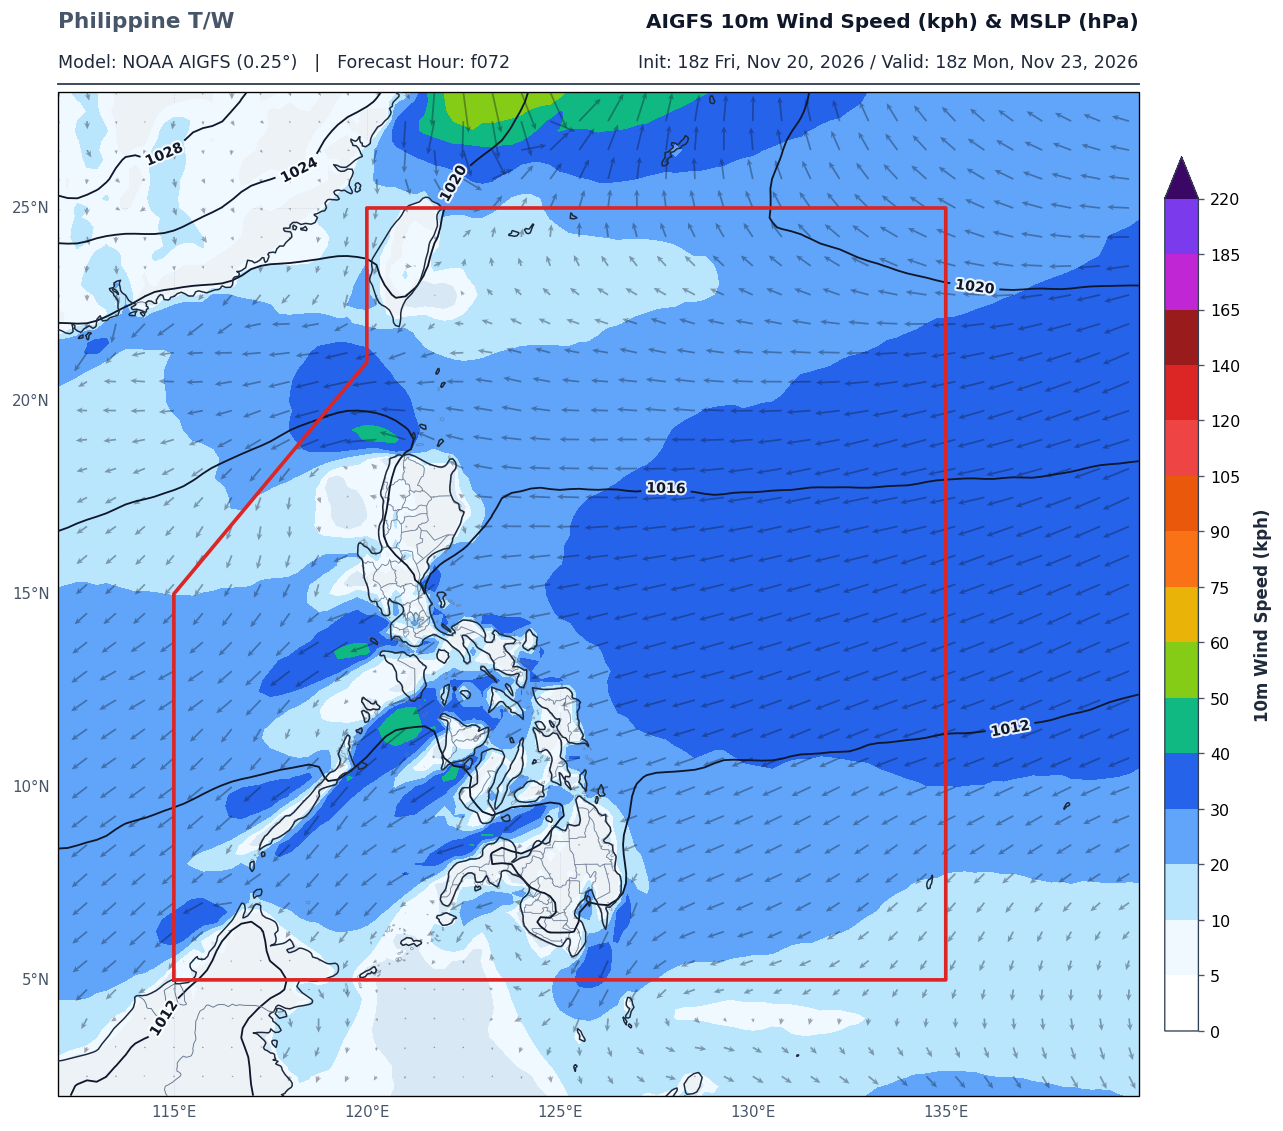 Philippine T/W
AIGFS 10m Wind Speed (kph) & MSLP (hPa)
Model: NOAA AIGFS (0.25°) | Forecast Hour: f072
Init: 18z Fri, Nov 20, 2026 / Valid: 18z Mon, Nov 23, 2026
1028
1024
1020
1020
1016
1012
1012
25°N
20°N
15°N
10°N
5°N
115°E
120°E
125°E
130°E
135°E
220
185
165
140
120
105
90
75
60
50
40
30
20
10
5
0
10m Wind Speed (kph)